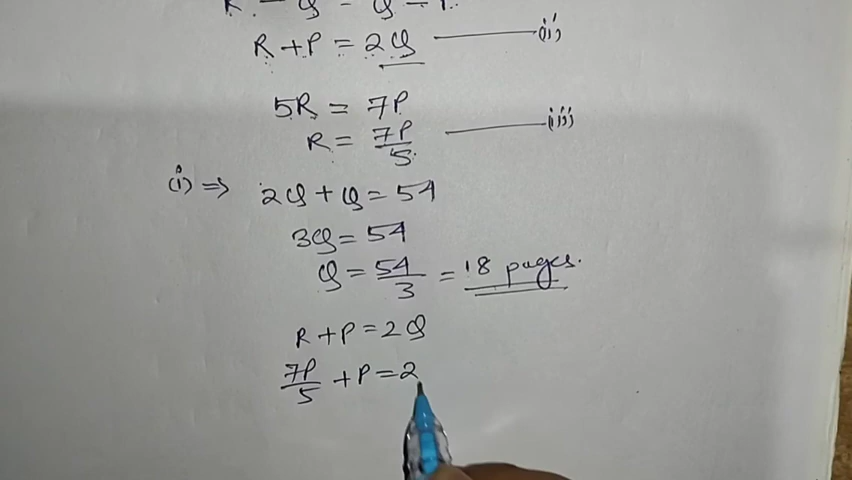 R - Q = Q - P
R + P = 2Q (ii)
5R = 7P
R = 7P/5 (iii)
(i) ⇒ 2Q + Q = 54
3Q = 54
Q = 54/3 = 18 pages.
R + P = 2Q
7P/5 + P = 2